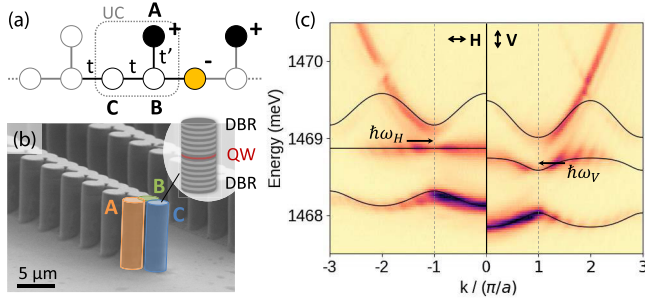 (a)
UC
A
+
+
t
t
t'
-
C
B
(b)
DBR
QW
DBR
A
B
C
5 μm
(c)
↔ H
↕ V
Energy (meV)
1470
1469
1468
ℏω_H
ℏω_V
-3 -2 -1 0 0 1 2 3
k / (π/a)